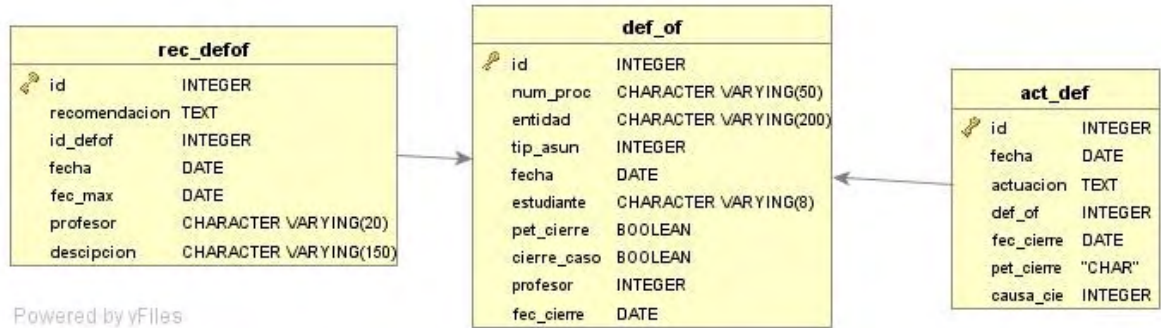 rec_defof
id INTEGER
recomendacion TEXT
id_defof INTEGER
fecha DATE
fec_max DATE
profesor CHARACTER VARYING(20)
descipcion CHARACTER VARYING(150)
def_of
id INTEGER
num_proc CHARACTER VARYING(50)
entidad CHARACTER VARYING(200)
tip_asun INTEGER
fecha DATE
estudiante CHARACTER VARYING(8)
pet_cierre BOOLEAN
cierre_caso BOOLEAN
profesor INTEGER
fec_cierre DATE
act_def
id INTEGER
fecha DATE
actuacion TEXT
def_of INTEGER
fec_cierre DATE
pet_cierre "CHAR"
causa_cie INTEGER
Powered by yFiles